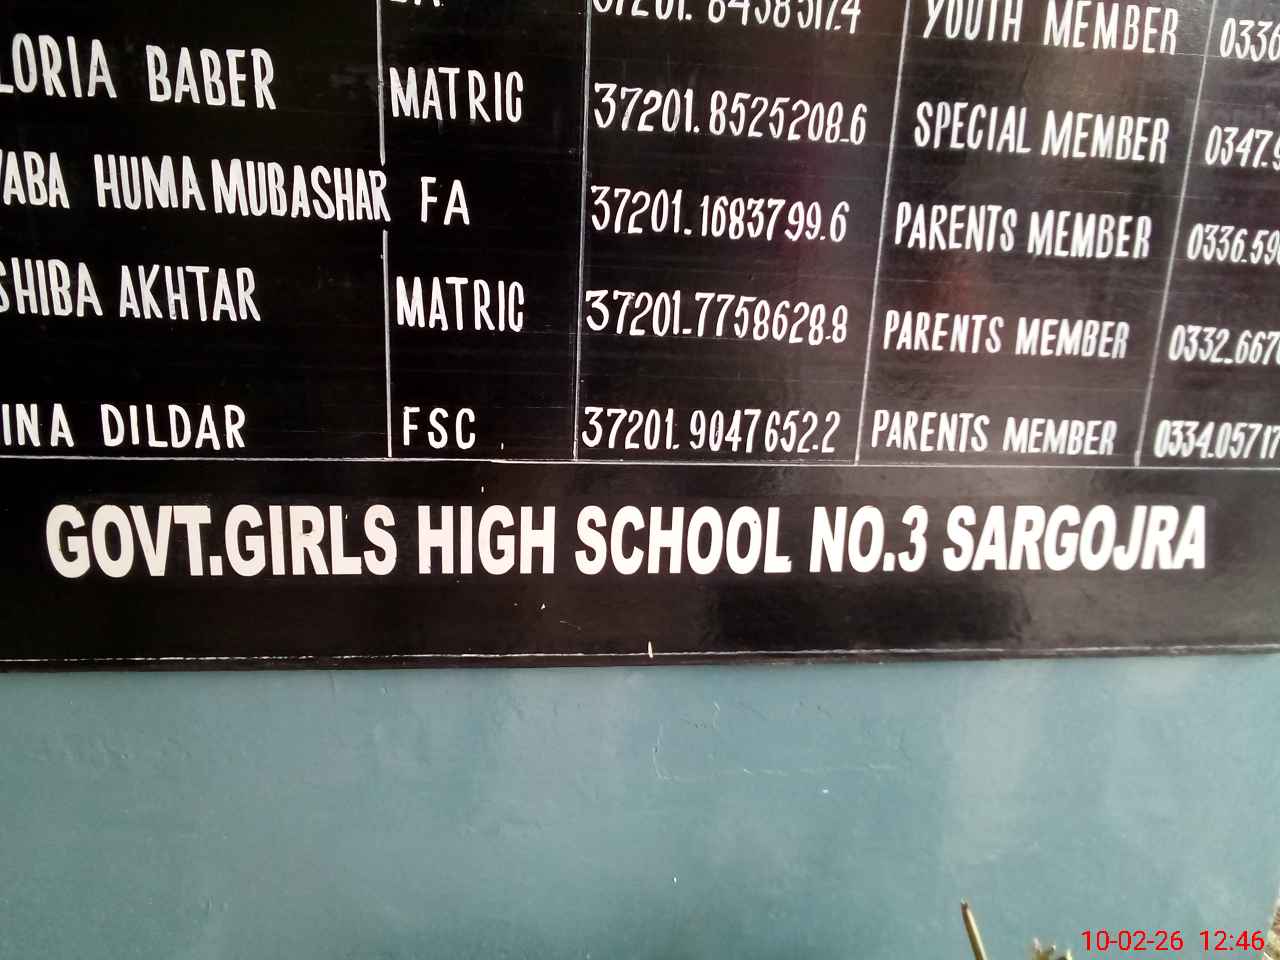 YOUTH MEMBER 0336
LORIA BABER MATRIC 37201.8525208.6 SPECIAL MEMBER 0347.9
HUMA MUBASHAR FA 37201.1683799.6 PARENTS MEMBER 0336.590
SHIBA AKHTAR MATRIC 37201-7758628.8 PARENTS MEMBER 0332.667
INA DILDAR FSC 37201.9047652.2 PARENTS MEMBER 0334.05717
GOVT.GIRLS HIGH SCHOOL NO.3 SARGOJRA
10-02-26 12:46